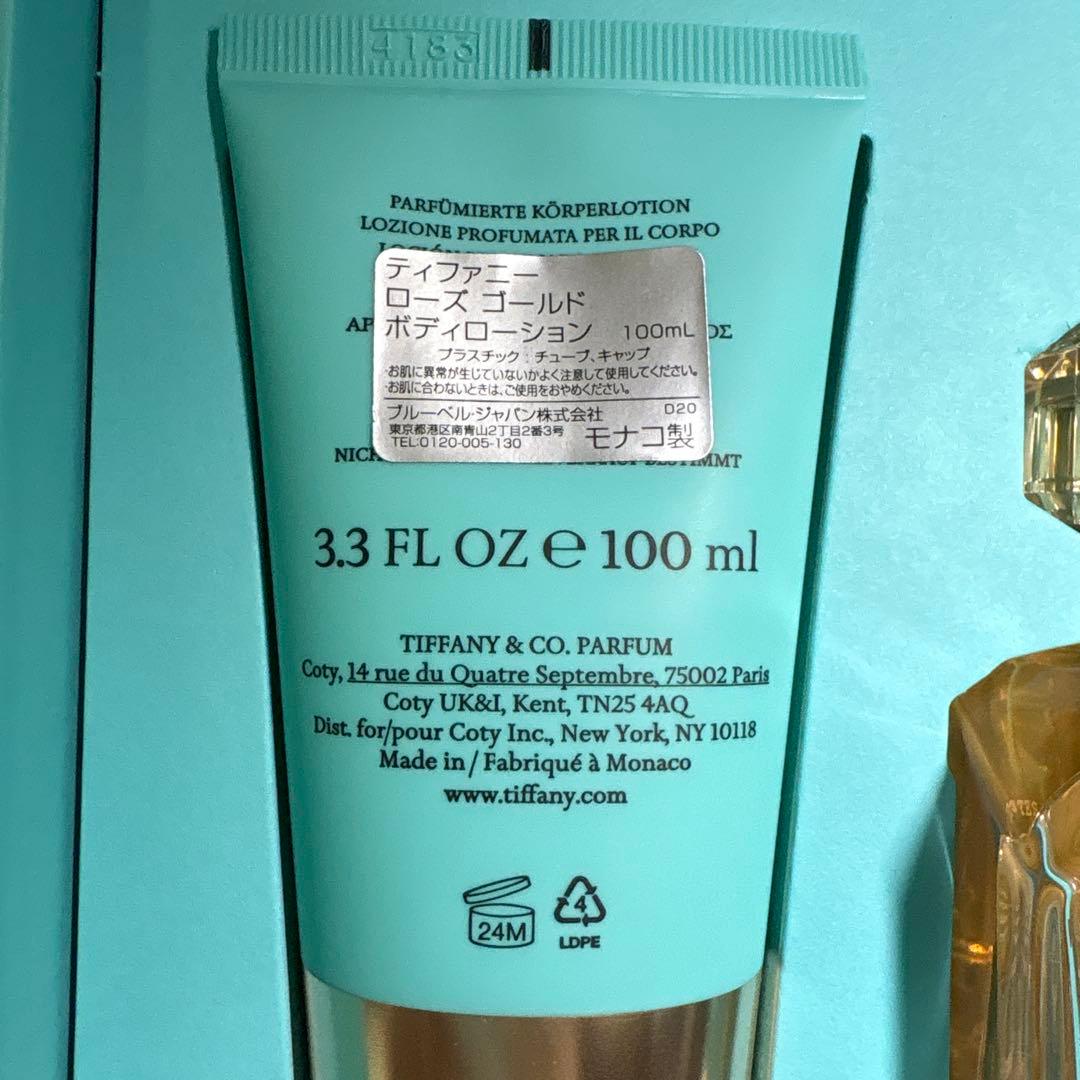 4186
PARFÜMIERTE KÖRPERLOTION
LOZIONE PROFUMATA PER IL CORPO
ティファニー
ローズ ゴールド
ボディローション 100mL
プラスチック:チューブ、キャップ
お肌に異常が生じていないかよく注意して使用してください。
お肌に合わないときは、ご使用をおやめください。
ブルーベル・ジャパン株式会社 D20
東京都港区南青山2丁目2番3号 モナコ製
TEL:0120-005-130
3.3 FL OZ ℮ 100 ml
TIFFANY & CO. PARFUM
Coty, 14 rue du Quatre Septembre, 75002 Paris
Coty UK&I, Kent, TN25 4AQ
Dist. for/pour Coty Inc., New York, NY 10118
Made in / Fabriqué à Monaco
www.tiffany.com
24M
4
LDPE